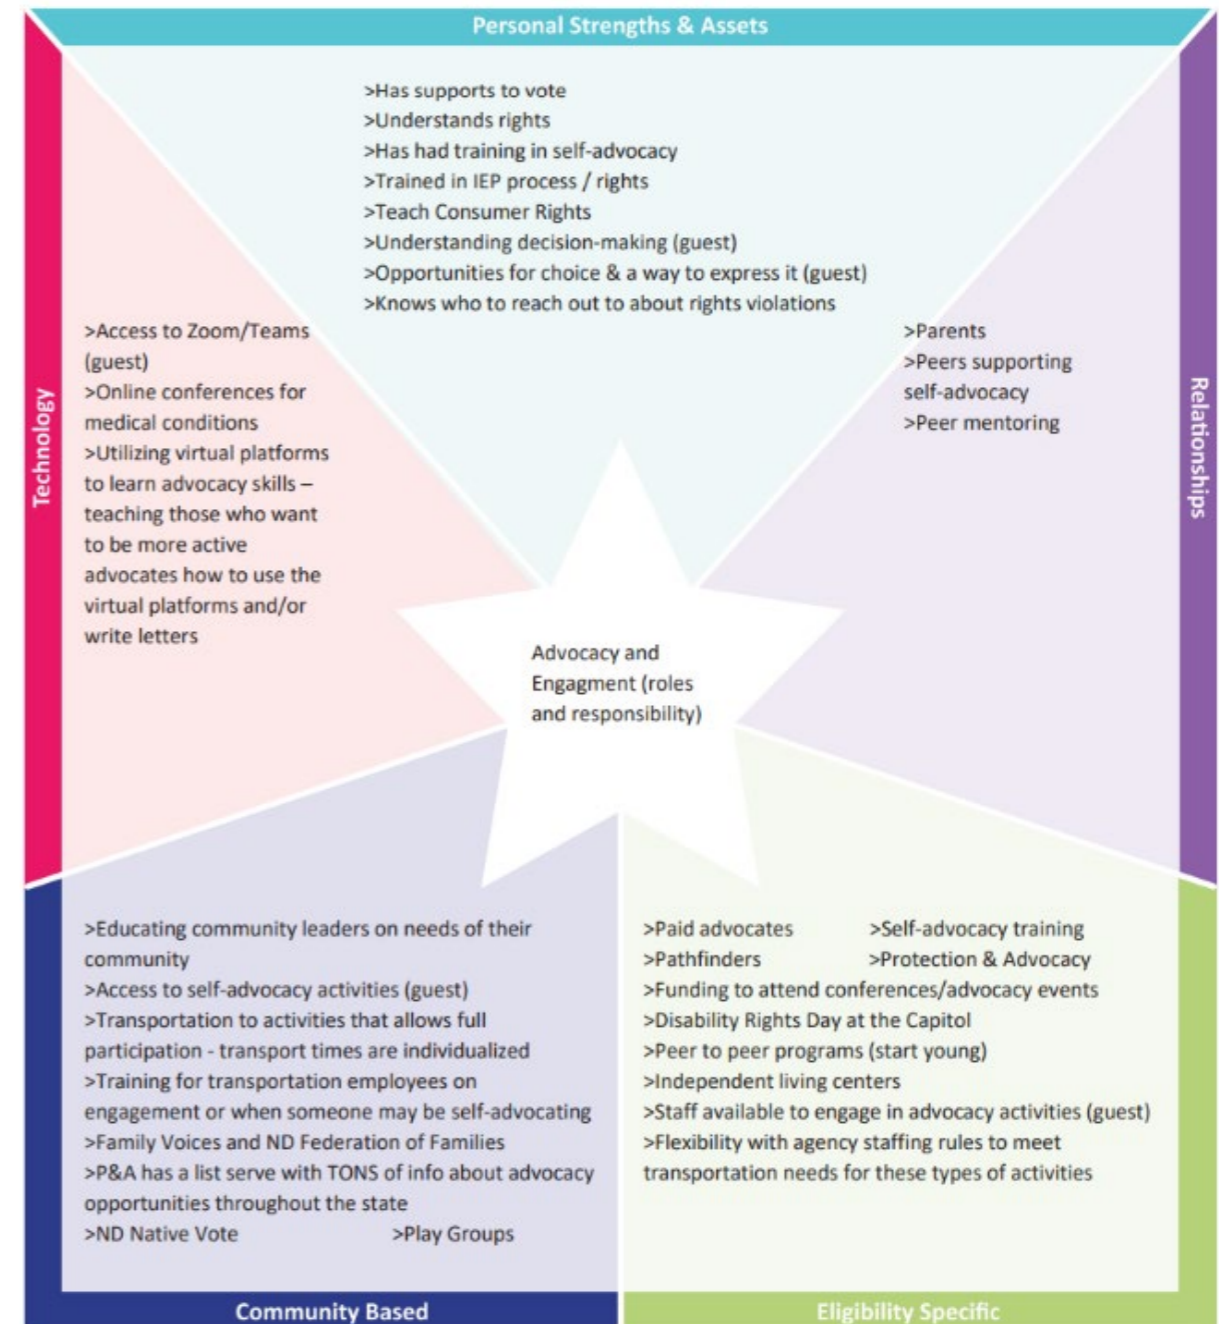 Personal Strengths & Assets
>Has supports to vote
>Understands rights
>Has had training in self-advocacy
>Trained in IEP process / rights
>Teach Consumer Rights
>Understanding decision-making (guest)
>Opportunities for choice & a way to express it (guest)
>Knows who to reach out to about rights violations
Technology
>Access to Zoom/Teams
(guest)
>Online conferences for
medical conditions
>Utilizing virtual platforms
to learn advocacy skills –
teaching those who want
to be more active
advocates how to use the
virtual platforms and/or
write letters
>Parents
>Peers supporting
self-advocacy
>Peer mentoring
Relationships
Advocacy and
Engagment (roles
and responsibility)
>Educating community leaders on needs of their
community
>Access to self-advocacy activities (guest)
>Transportation to activities that allows full
participation - transport times are individualized
>Training for transportation employees on
engagement or when someone may be self-advocating
>Family Voices and ND Federation of Families
>P&A has a list serve with TONS of info about advocacy
opportunities throughout the state
>ND Native Vote >Play Groups
Community Based
>Paid advocates >Self-advocacy training
>Pathfinders >Protection & Advocacy
>Funding to attend conferences/advocacy events
>Disability Rights Day at the Capitol
>Peer to peer programs (start young)
>Independent living centers
>Staff available to engage in advocacy activities (guest)
>Flexibility with agency staffing rules to meet
transportation needs for these types of activities
Eligibility Specific